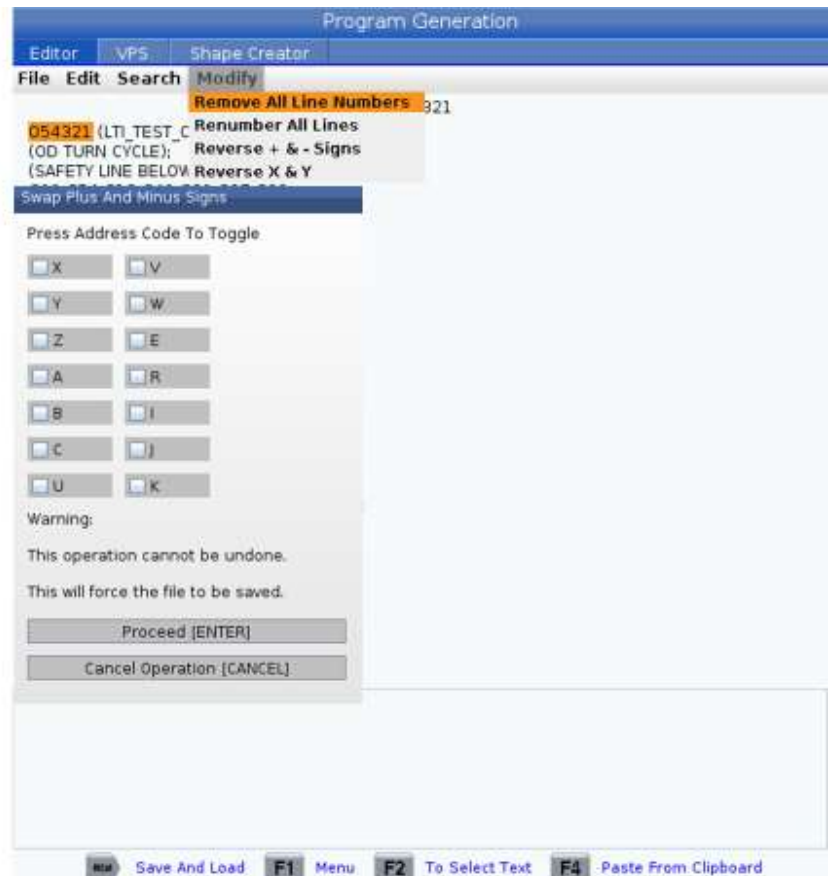 Program Generation
Editor VPS Shape Creator
File Edit Search Modify
Remove All Line Numbers 321
O54321 (LTI_TEST_C Renumber All Lines
(OD TURN CYCLE); Reverse + & - Signs
(SAFETY LINE BELOW Reverse X & Y
Swap Plus And Minus Signs
Press Address Code To Toggle
X V
Y W
Z E
A R
B I
C J
U K
Warning:
This operation cannot be undone.
This will force the file to be saved.
Proceed [ENTER]
Cancel Operation [CANCEL]
Save And Load F1 Menu F2 To Select Text F4 Paste From Clipboard